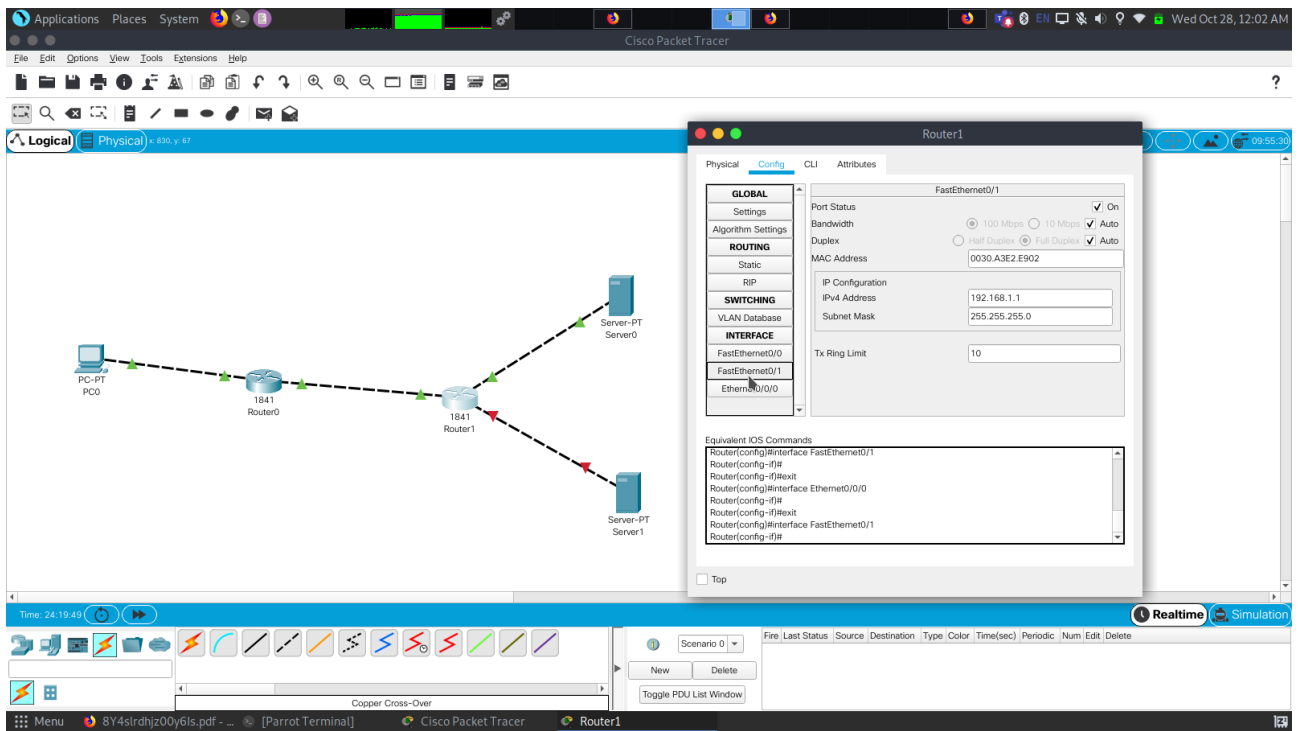 Applications Places System
EN Wed Oct 28, 12:02 AM
Cisco Packet Tracer
File Edit Options View Tools Extensions Help
?
Logical Physical x: 830, y: 67
09:55:30
Router1
Physical Config CLI Attributes
GLOBAL
Settings
Algorithm Settings
ROUTING
Static
RIP
SWITCHING
VLAN Database
INTERFACE
FastEthernet0/0
FastEthernet0/1
Ethernet0/0/0
FastEthernet0/1
Port Status On
Bandwidth 100 Mbps 10 Mbps Auto
Duplex Half Duplex Full Duplex Auto
MAC Address 0030.A3E2.E902
IP Configuration
IPv4 Address 192.168.1.1
Subnet Mask 255.255.255.0
Tx Ring Limit 10
Equivalent IOS Commands
Router(config)#interface FastEthernet0/1
Router(config-if)#
Router(config-if)#exit
Router(config)#interface Ethernet0/0/0
Router(config-if)#
Router(config-if)#exit
Router(config)#interface FastEthernet0/1
Router(config-if)#
Top
PC-PT
PC0
1841
Router0
1841
Router1
Server-PT
Server0
Server-PT
Server1
Time: 24:19:49
Realtime Simulation
Scenario 0
New Delete
Toggle PDU List Window
Fire Last Status Source Destination Type Color Time(sec) Periodic Num Edit Delete
Copper Cross-Over
Menu 8Y4slrdhjz00y6ls.pdf - ... [Parrot Terminal] Cisco Packet Tracer Router1